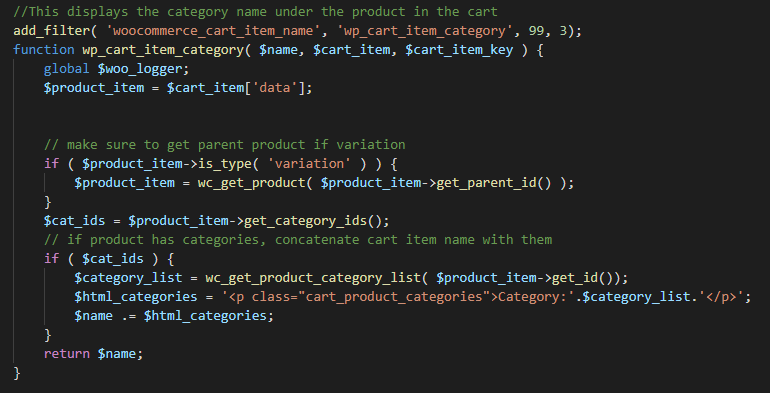 //This displays the category name under the product in the cart
add_filter( 'woocommerce_cart_item_name', 'wp_cart_item_category', 99, 3);
function wp_cart_item_category( $name, $cart_item, $cart_item_key ) {
    global $woo_logger;
    $product_item = $cart_item['data'];
    // make sure to get parent product if variation
    if ( $product_item->is_type( 'variation' ) ) {
        $product_item = wc_get_product( $product_item->get_parent_id() );
    }
    $cat_ids = $product_item->get_category_ids();
    // if product has categories, concatenate cart item name with them
    if ( $cat_ids ) {
        $category_list = wc_get_product_category_list( $product_item->get_id());
        $html_categories = '<p class="cart_product_categories">Category:'.$category_list.'</p>';
        $name .= $html_categories;
    }
    return $name;
}